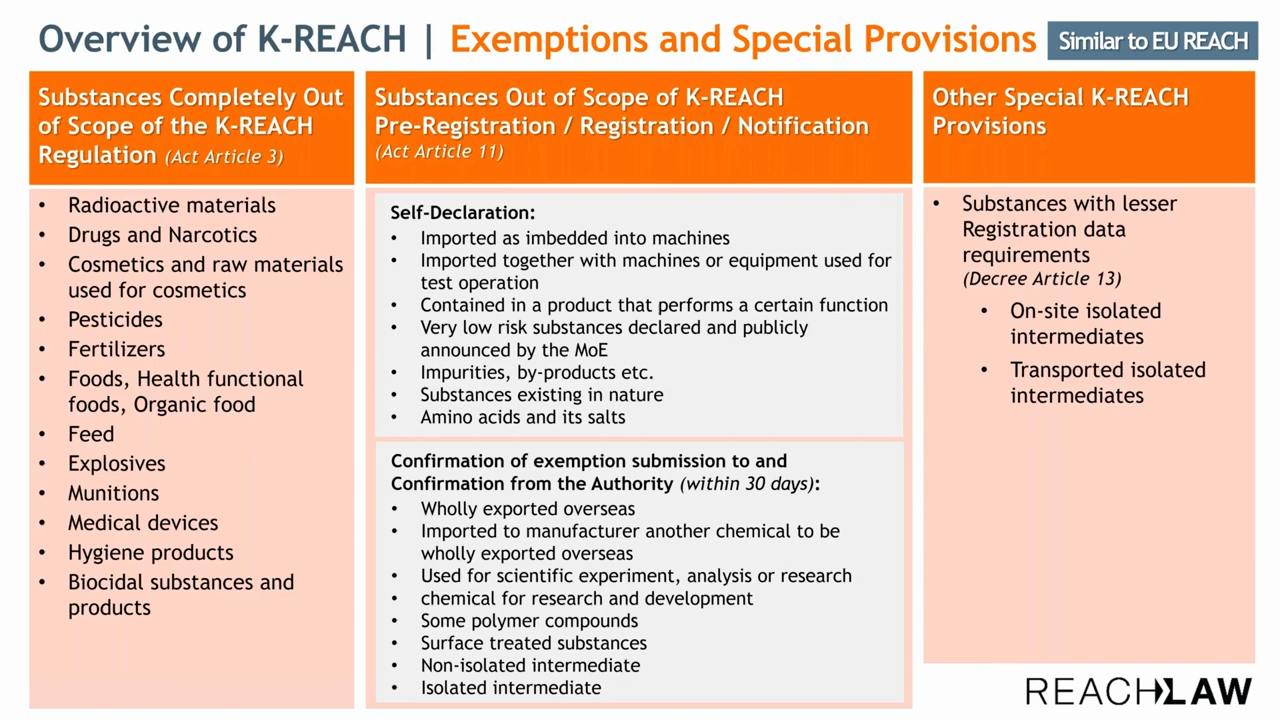 Overview of K-REACH | Exemptions and Special Provisions
Similar to EU REACH
Substances Completely Out
of Scope of the K-REACH
Regulation (Act Article 3)
• Radioactive materials
• Drugs and Narcotics
• Cosmetics and raw materials
used for cosmetics
• Pesticides
• Fertilizers
• Foods, Health functional
foods, Organic food
• Feed
• Explosives
• Munitions
• Medical devices
• Hygiene products
• Biocidal substances and
products
Substances Out of Scope of K-REACH
Pre-Registration / Registration / Notification
(Act Article 11)
Self-Declaration:
• Imported as imbedded into machines
• Imported together with machines or equipment used for
test operation
• Contained in a product that performs a certain function
• Very low risk substances declared and publicly
announced by the MoE
• Impurities, by-products etc.
• Substances existing in nature
• Amino acids and its salts
Confirmation of exemption submission to and
Confirmation from the Authority (within 30 days):
• Wholly exported overseas
• Imported to manufacturer another chemical to be
wholly exported overseas
• Used for scientific experiment, analysis or research
• chemical for research and development
• Some polymer compounds
• Surface treated substances
• Non-isolated intermediate
• Isolated intermediate
Other Special K-REACH
Provisions
• Substances with lesser
Registration data
requirements
(Decree Article 13)
• On-site isolated
intermediates
• Transported isolated
intermediates
REACHLAW